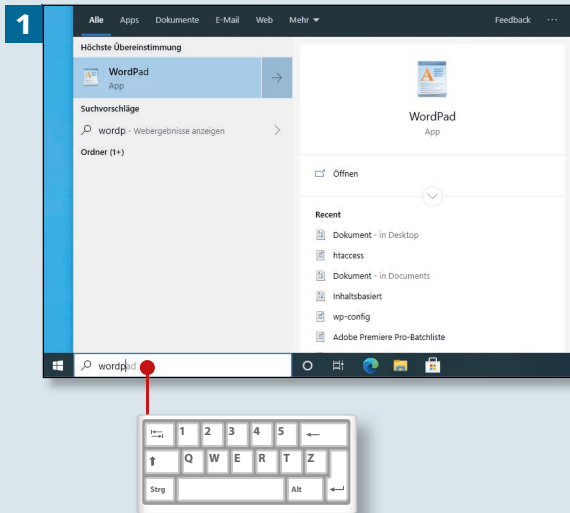 1
Alle Apps Dokumente E-Mail Web Mehr Feedback ...
Höchste Übereinstimmung
WordPad
App
Suchvorschläge
wordp - Webergebnisse anzeigen
Ordner (1+)
WordPad
App
Öffnen
Recent
Dokument - in Desktop
htaccess
Dokument - in Documents
Inhaltsbasiert
wp-config
Adobe Premiere Pro-Batchliste
wordpad
1 2 3 4 5
Q W E R T Z
Strg Alt